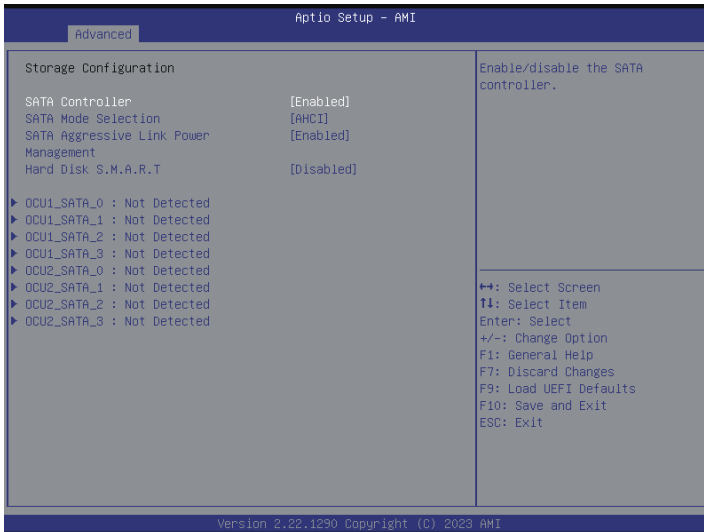 Aptio Setup – AMI
Advanced
Storage Configuration
SATA Controller [Enabled]
SATA Mode Selection [AHCI]
SATA Aggressive Link Power [Enabled]
Management
Hard Disk S.M.A.R.T [Disabled]
▶ OCU1_SATA_0 : Not Detected
▶ OCU1_SATA_1 : Not Detected
▶ OCU1_SATA_2 : Not Detected
▶ OCU1_SATA_3 : Not Detected
▶ OCU2_SATA_0 : Not Detected
▶ OCU2_SATA_1 : Not Detected
▶ OCU2_SATA_2 : Not Detected
▶ OCU2_SATA_3 : Not Detected
Enable/disable the SATA
controller.
↔: Select Screen
↑↓: Select Item
Enter: Select
+/-: Change Option
F1: General Help
F7: Discard Changes
F9: Load UEFI Defaults
F10: Save and Exit
ESC: Exit
Version 2.22.1290 Copyright (C) 2023 AMI